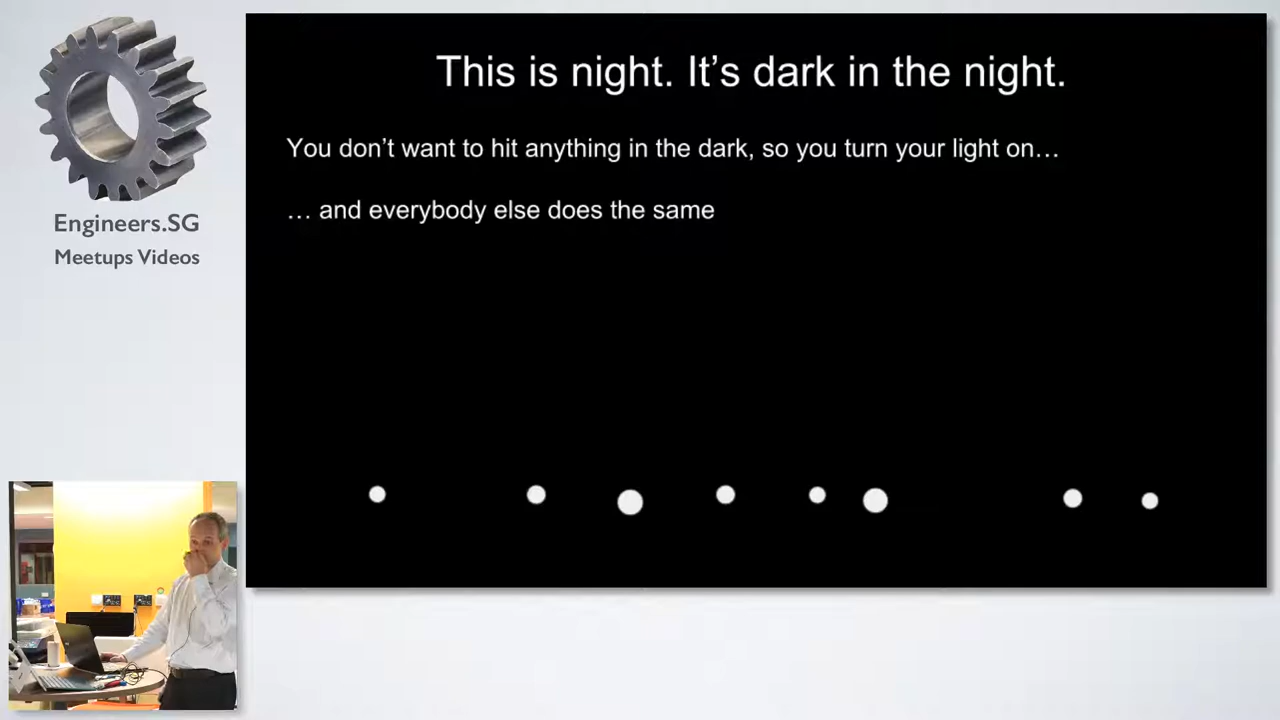 This is night. It’s dark in the night.
You don’t want to hit anything in the dark, so you turn your light on…
… and everybody else does the same
Engineers.SG
Meetups Videos